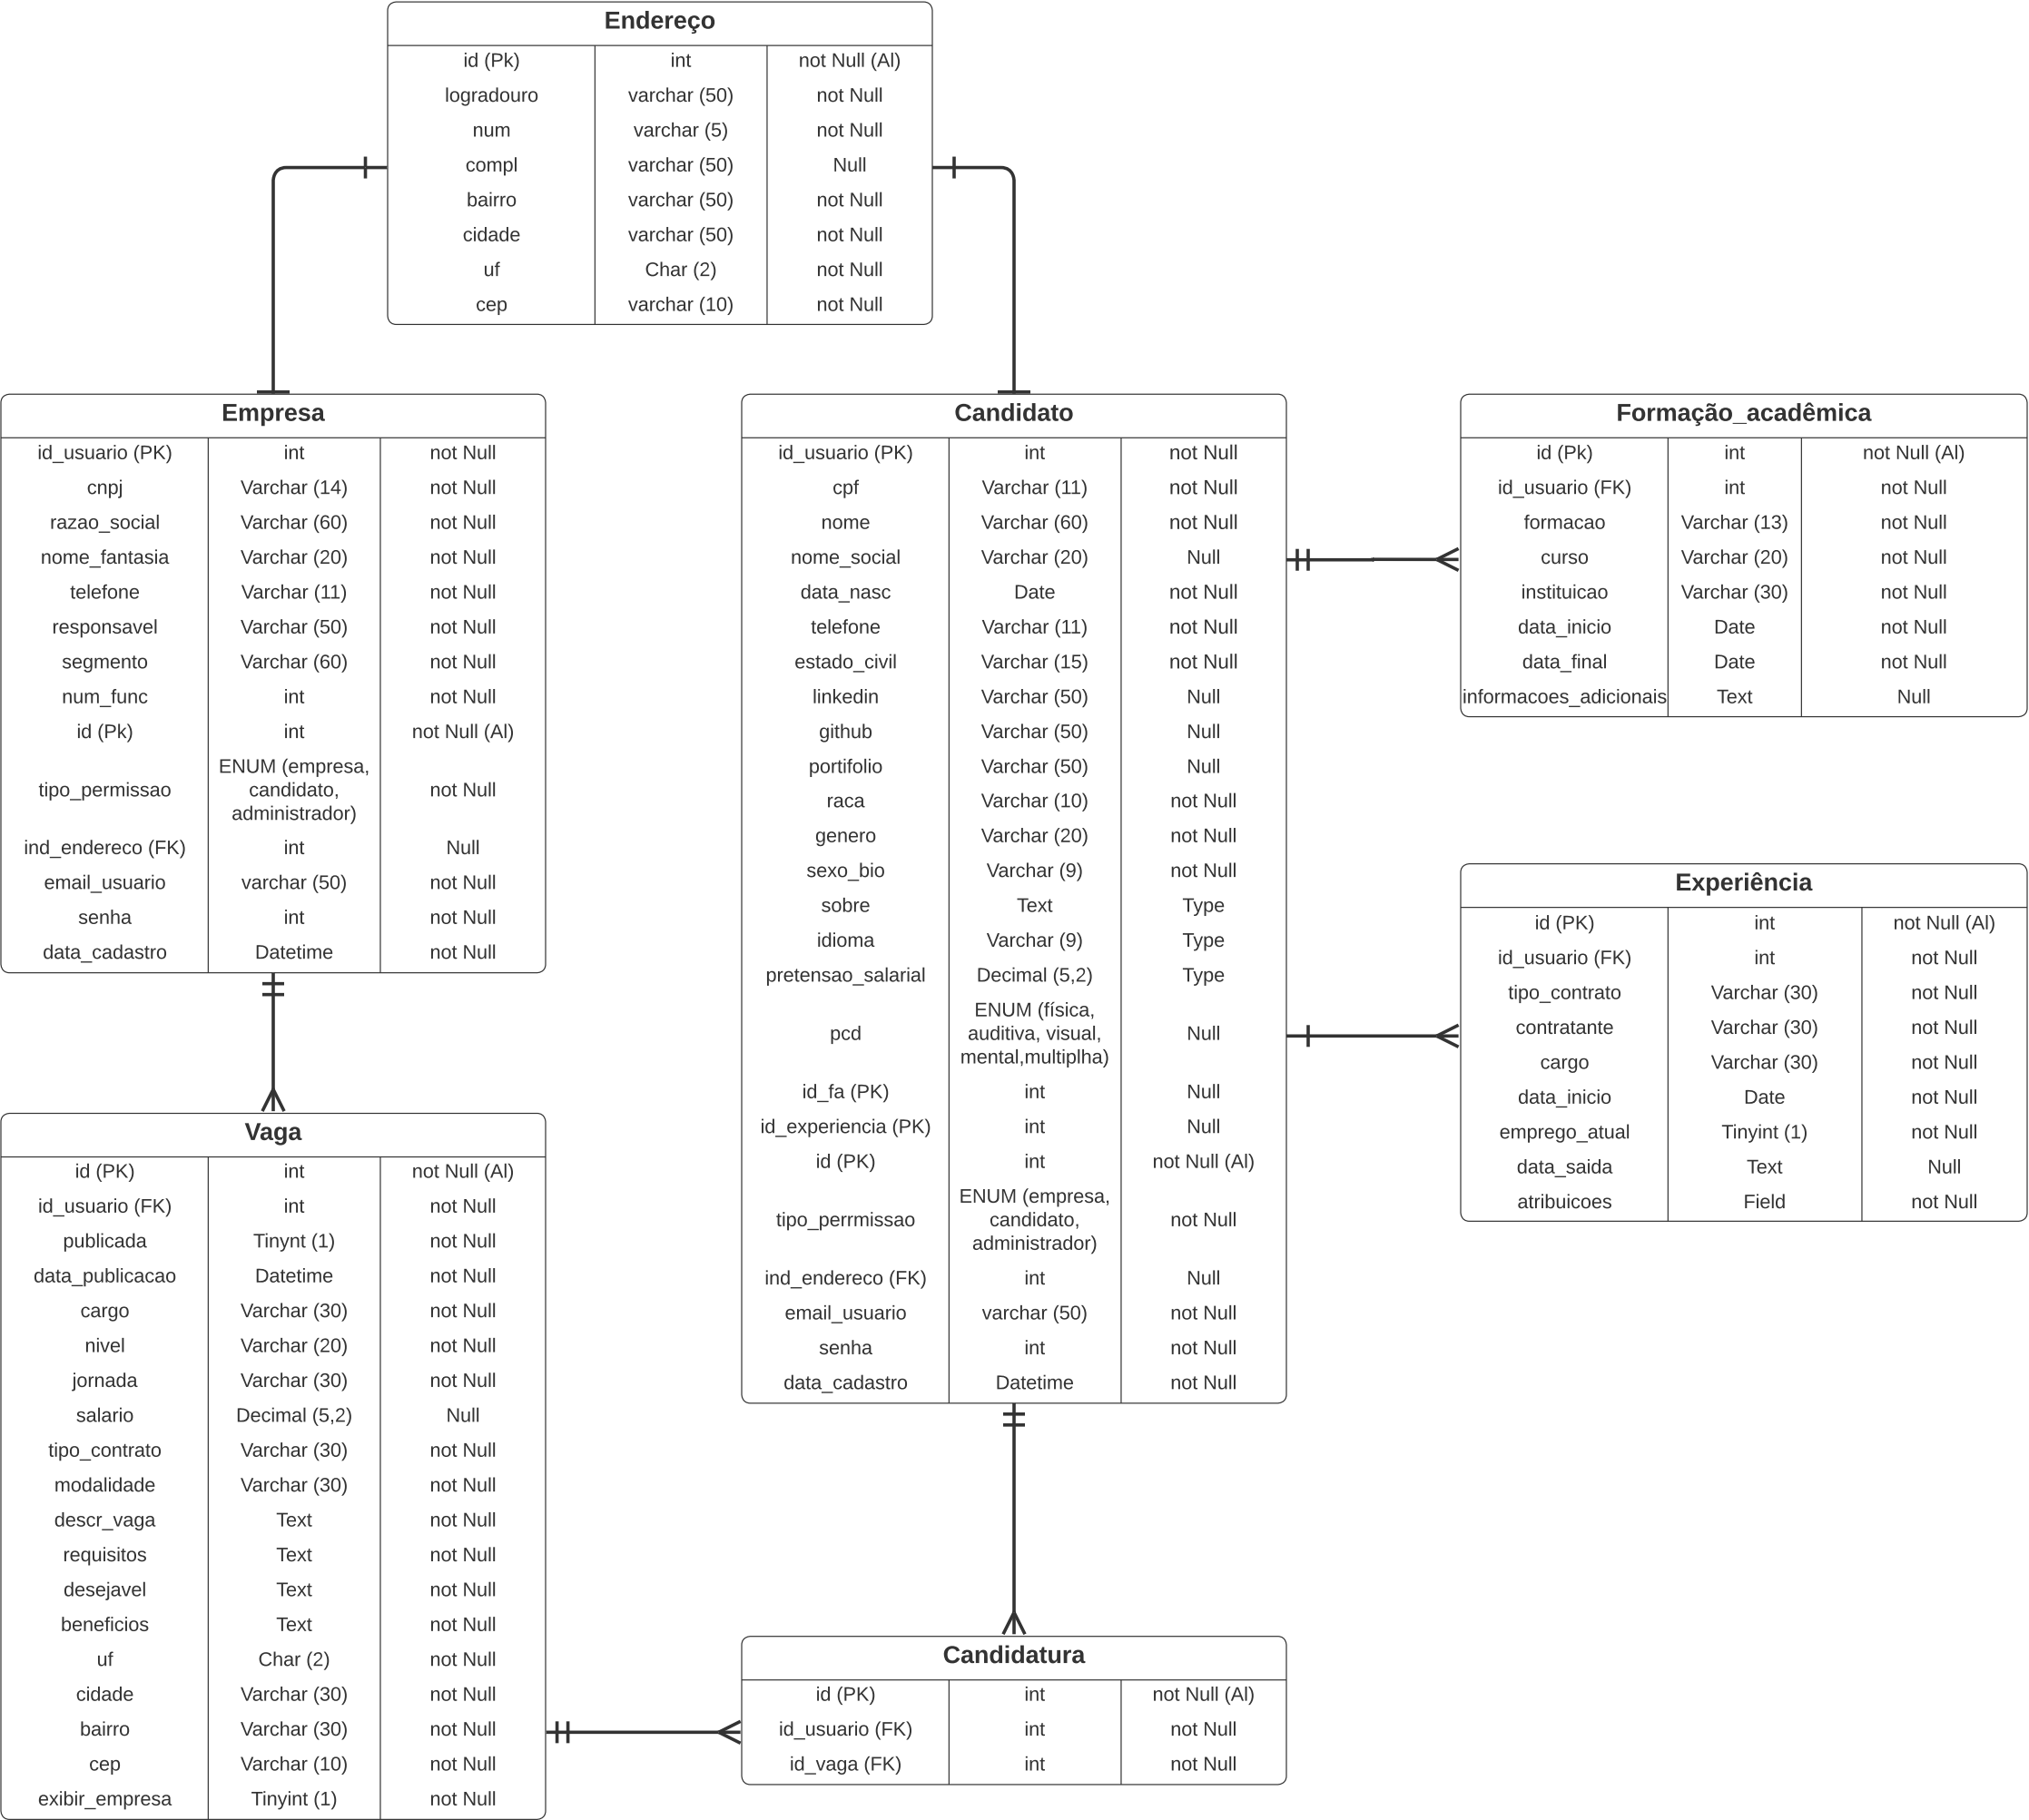 Endereço
id (Pk) int not Null (Al)
logradouro varchar (50) not Null
num varchar (5) not Null
compl varchar (50) Null
bairro varchar (50) not Null
cidade varchar (50) not Null
uf Char (2) not Null
cep varchar (10) not Null
Empresa
id_usuario (PK) int not Null
cnpj Varchar (14) not Null
razao_social Varchar (60) not Null
nome_fantasia Varchar (20) not Null
telefone Varchar (11) not Null
responsavel Varchar (50) not Null
segmento Varchar (60) not Null
num_func int not Null
id (Pk) int not Null (Al)
tipo_permissao ENUM (empresa,
candidato,
administrador) not Null
ind_endereco (FK) int Null
email_usuario varchar (50) not Null
senha int not Null
data_cadastro Datetime not Null
Candidato
id_usuario (PK) int not Null
cpf Varchar (11) not Null
nome Varchar (60) not Null
nome_social Varchar (20) Null
data_nasc Date not Null
telefone Varchar (11) not Null
estado_civil Varchar (15) not Null
linkedin Varchar (50) Null
github Varchar (50) Null
portifolio Varchar (50) Null
raca Varchar (10) not Null
genero Varchar (20) not Null
sexo_bio Varchar (9) not Null
sobre Text Type
idioma Varchar (9) Type
pretensao_salarial Decimal (5,2) Type
pcd ENUM (física,
auditiva, visual,
mental,multiplha) Null
id_fa (PK) int Null
id_experiencia (PK) int Null
id (PK) int not Null (Al)
tipo_perrmissao ENUM (empresa,
candidato,
administrador) not Null
ind_endereco (FK) int Null
email_usuario varchar (50) not Null
senha int not Null
data_cadastro Datetime not Null
Formação_acadêmica
id (Pk) int not Null (Al)
id_usuario (FK) int not Null
formacao Varchar (13) not Null
curso Varchar (20) not Null
instituicao Varchar (30) not Null
data_inicio Date not Null
data_final Date not Null
informacoes_adicionais Text Null
Experiência
id (PK) int not Null (Al)
id_usuario (FK) int not Null
tipo_contrato Varchar (30) not Null
contratante Varchar (30) not Null
cargo Varchar (30) not Null
data_inicio Date not Null
emprego_atual Tinyint (1) not Null
data_saida Text Null
atribuicoes Field not Null
Vaga
id (PK) int not Null (Al)
id_usuario (FK) int not Null
publicada Tinynt (1) not Null
data_publicacao Datetime not Null
cargo Varchar (30) not Null
nivel Varchar (20) not Null
jornada Varchar (30) not Null
salario Decimal (5,2) Null
tipo_contrato Varchar (30) not Null
modalidade Varchar (30) not Null
descr_vaga Text not Null
requisitos Text not Null
desejavel Text not Null
beneficios Text not Null
uf Char (2) not Null
cidade Varchar (30) not Null
bairro Varchar (30) not Null
cep Varchar (10) not Null
exibir_empresa Tinyint (1) not Null
Candidatura
id (PK) int not Null (Al)
id_usuario (FK) int not Null
id_vaga (FK) int not Null